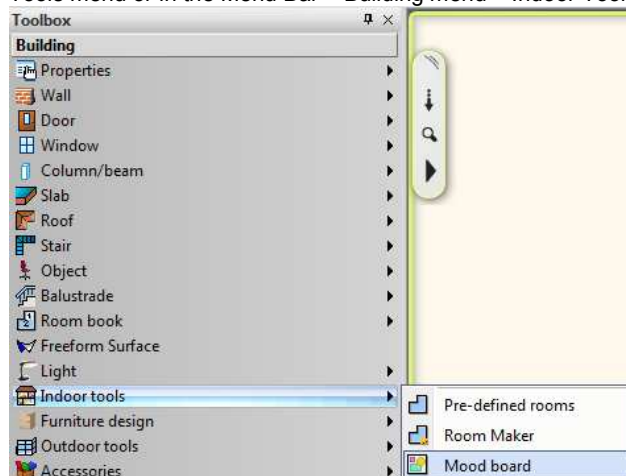 Tools menu or in the Menu Bar – Building menu – Indoor Tool
Toolbox
Building
Properties
Wall
Door
Window
Column/beam
Slab
Roof
Stair
Object
Balustrade
Room book
Freeform Surface
Light
Indoor tools
Furniture design
Outdoor tools
Accessories
Pre-defined rooms
Room Maker
Mood board